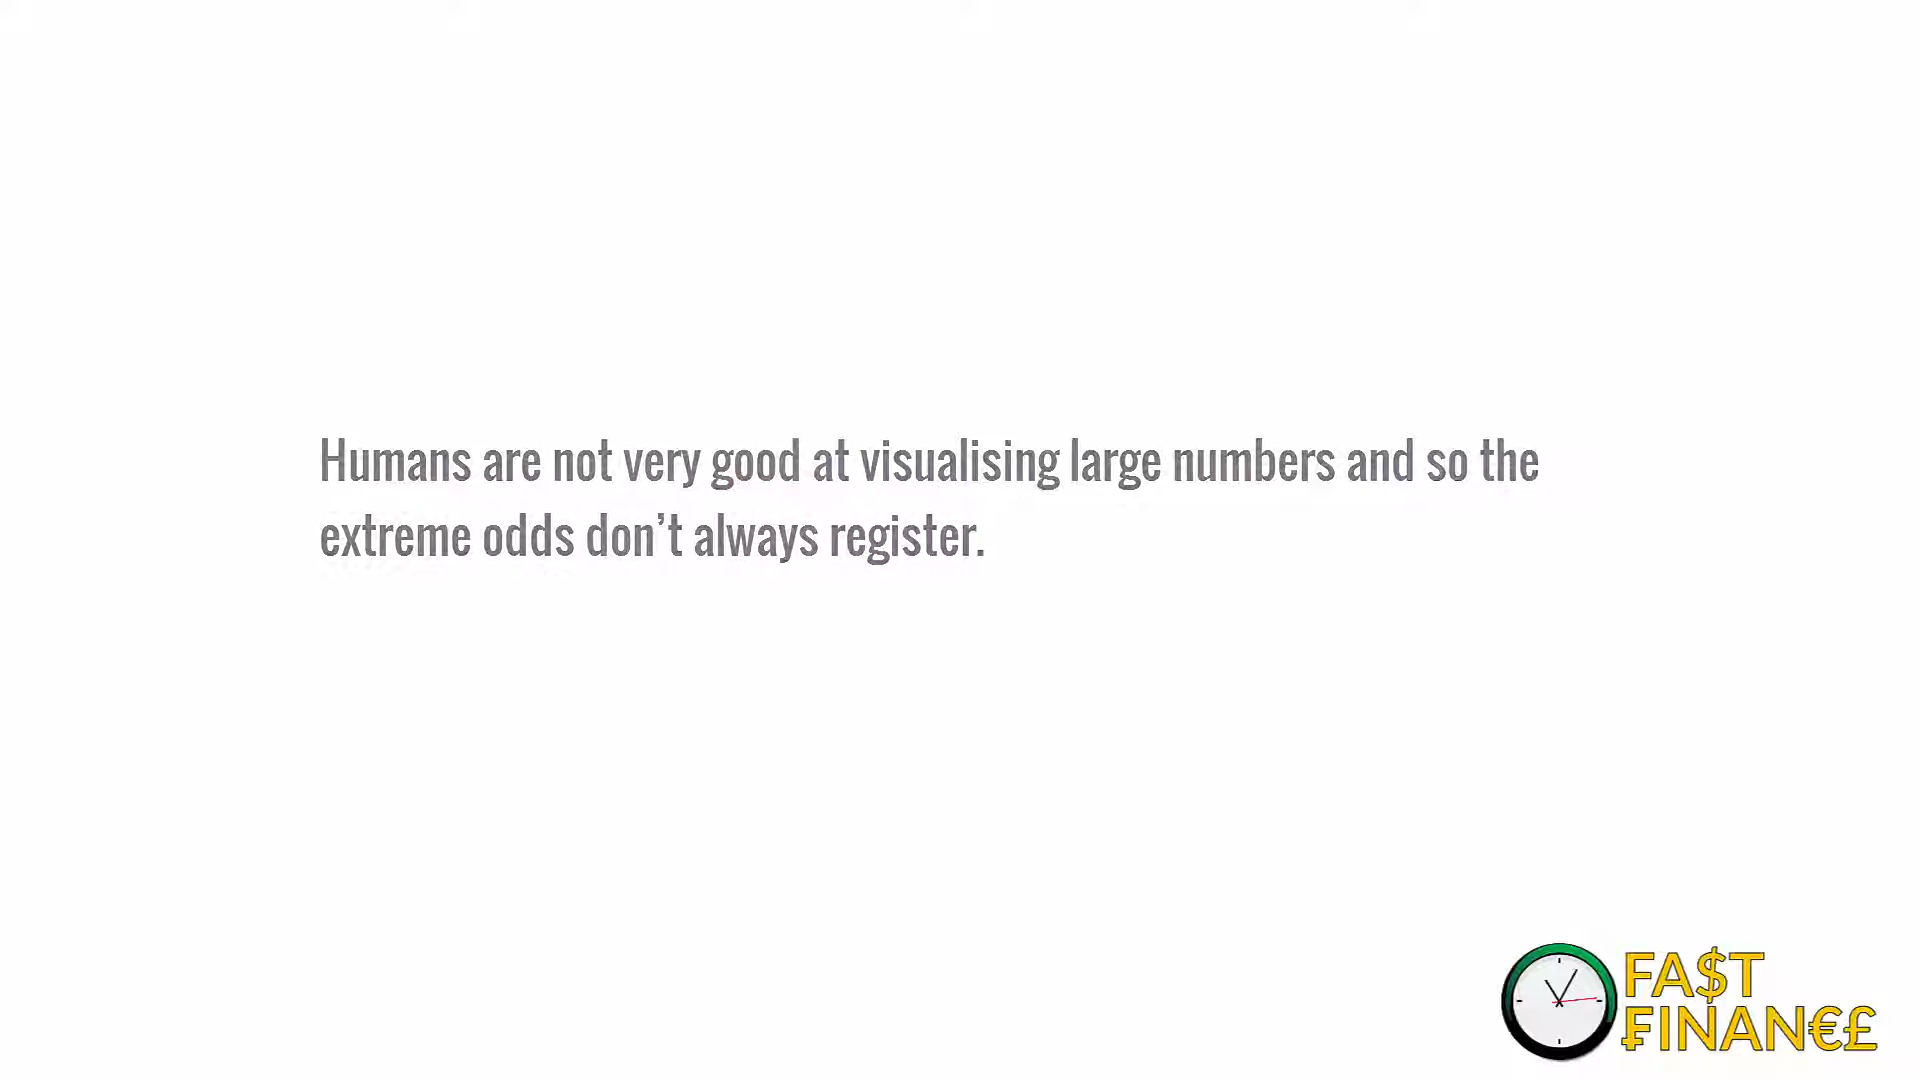 Humans are not very good at visualising large numbers and so the
extreme odds don’t always register.
FA$T
₣INAN€£